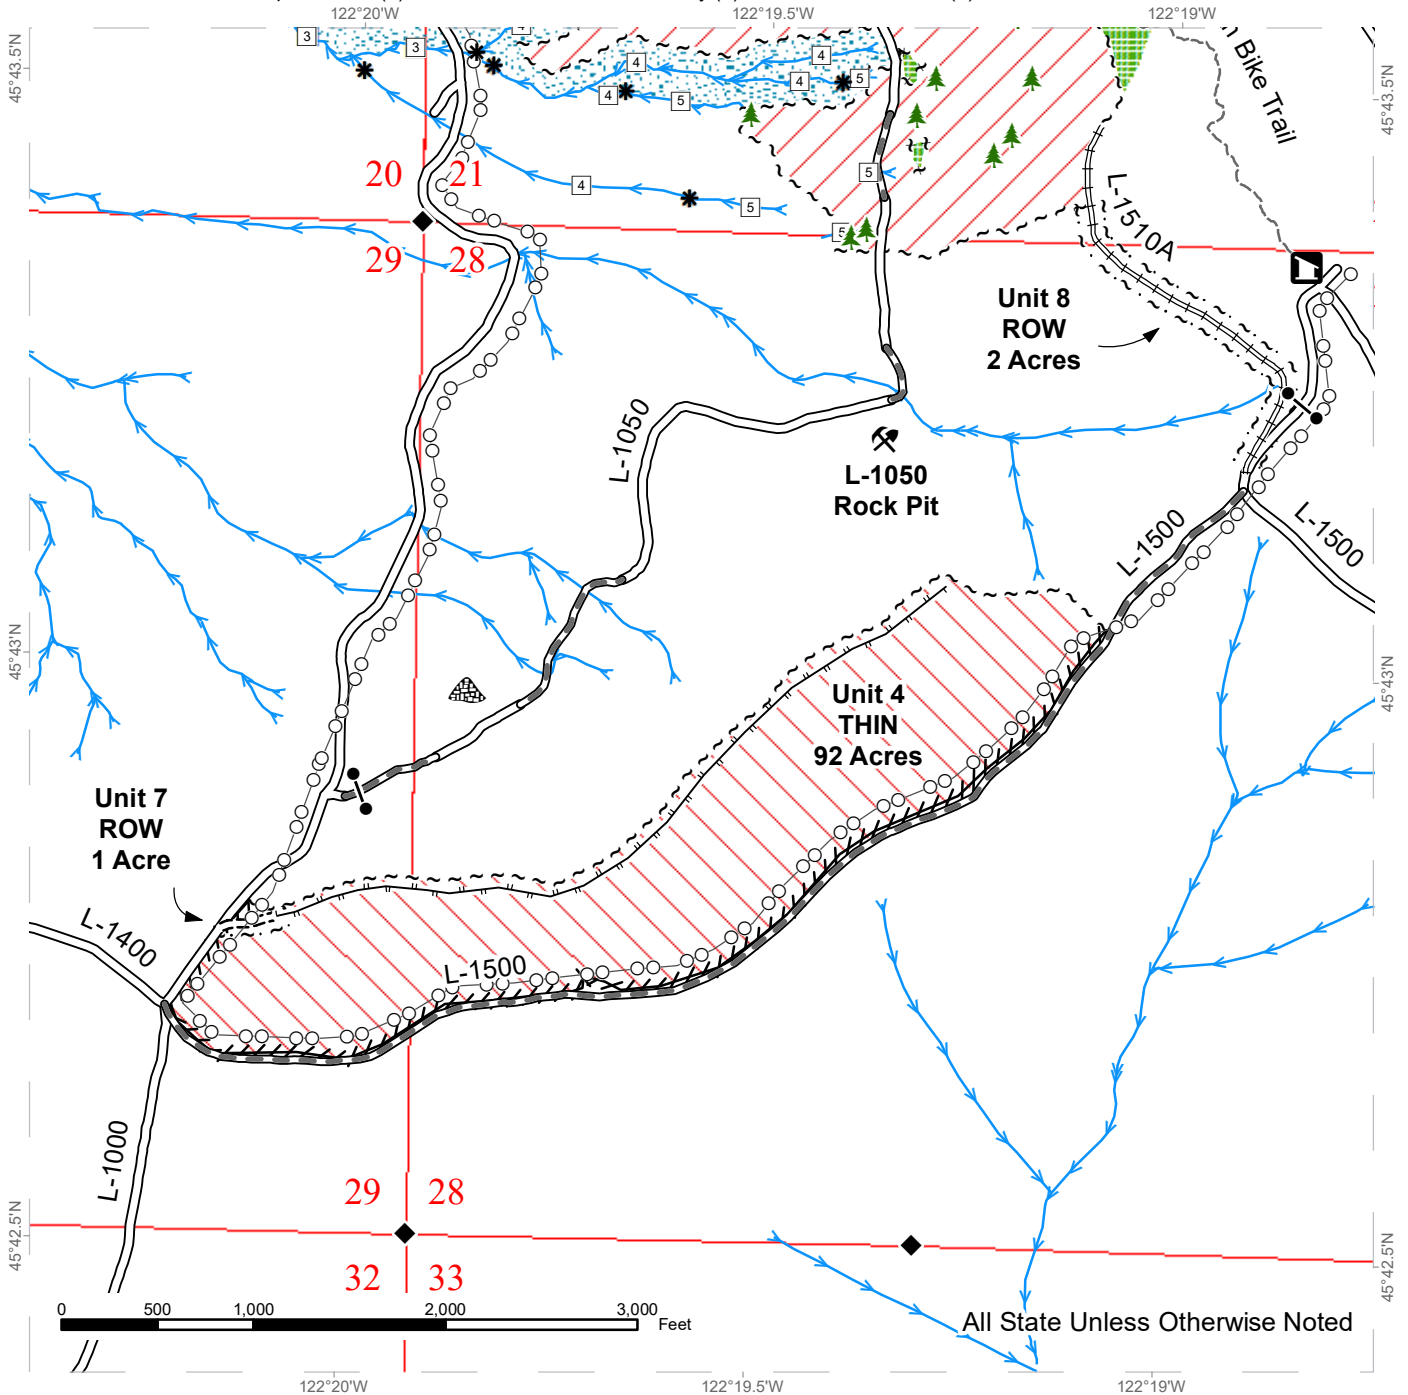 122°20'W
122°19.5'W
122°19'W
45°43.5'N
45°43.5'N
3
3
4
4
4
4
5
5
4
5
5
5
Bike Trail
20
21
29
28
L-1510A
Unit 8
ROW
2 Acres
L-1050
L-1050
Rock Pit
L-1500
L-1500
45°43'N
45°43'N
Unit 4
THIN
92 Acres
Unit 7
ROW
1 Acre
L-1400
L-1500
L-1000
29
28
32
33
45°42.5'N
45°42.5'N
0
500
1,000
2,000
3,000
Feet
All State Unless Otherwise Noted
122°20'W
122°19.5'W
122°19'W